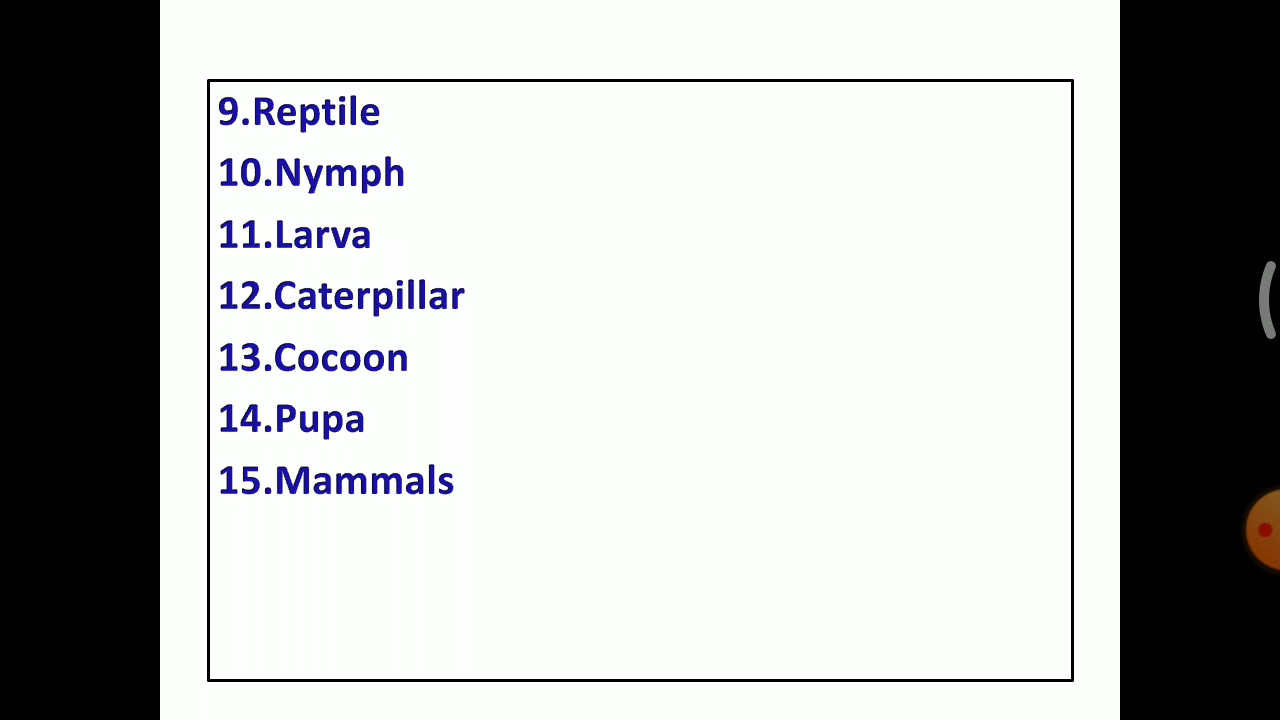 9.Reptile
10.Nymph
11.Larva
12.Caterpillar
13.Cocoon
14.Pupa
15.Mammals